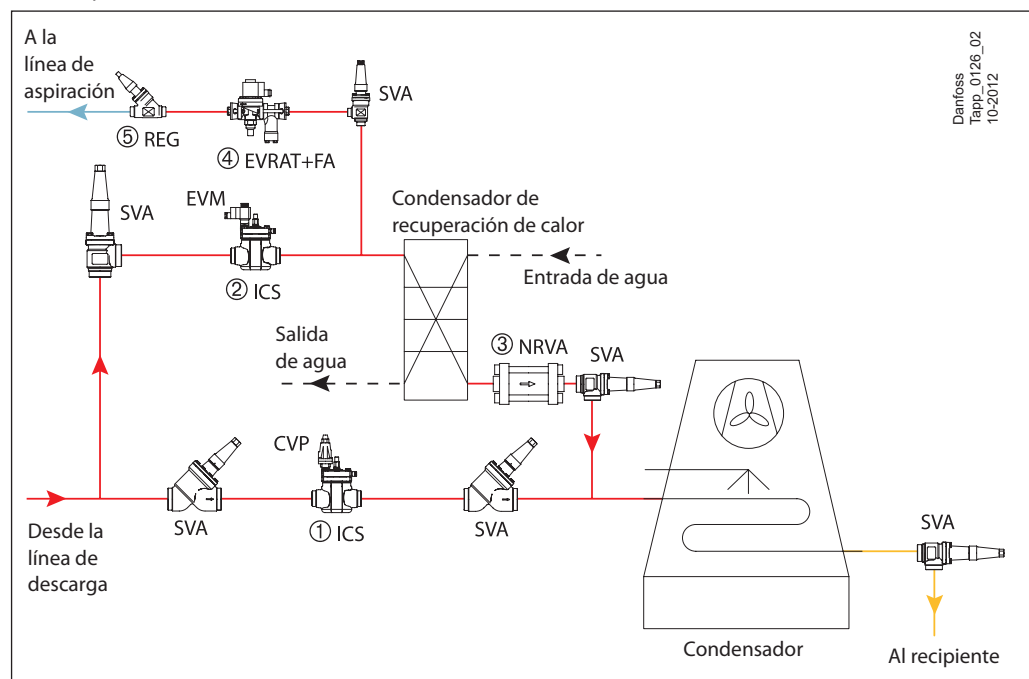 A la
línea de
aspiración
SVA
⑤ REG
④ EVRAT+FA
Danfoss
Tapp_0126_02
10-2012
SVA
EVM
② ICS
Condensador de
recuperación de calor
Entrada de agua
Salida
de agua
③ NRVA
SVA
CVP
SVA
① ICS
SVA
Desde la
línea de
descarga
SVA
Condensador
Al recipiente